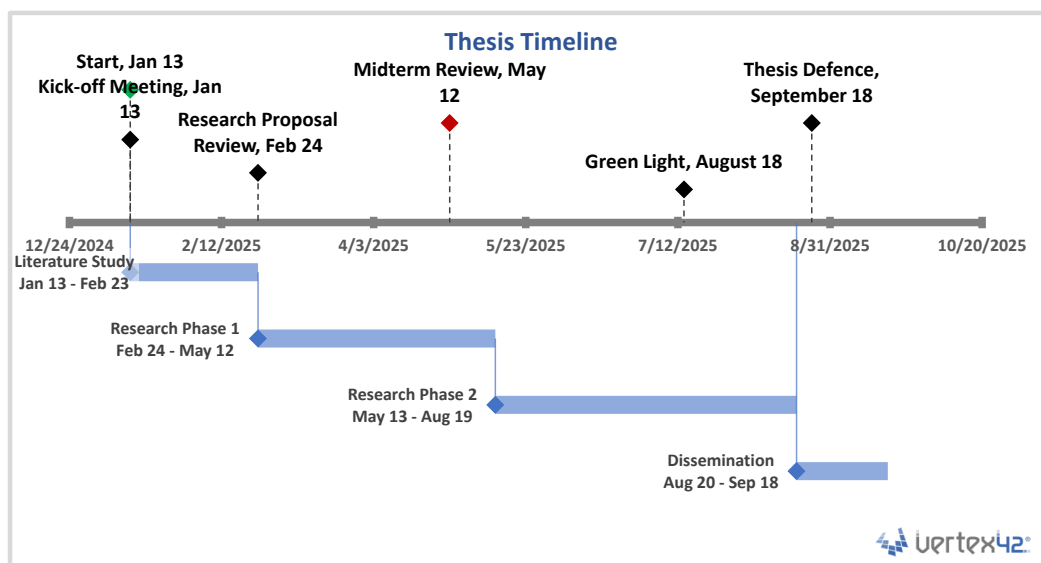 Thesis Timeline
Start, Jan 13
Kick-off Meeting, Jan
13
Research Proposal
Review, Feb 24
Midterm Review, May
12
Green Light, August 18
Thesis Defence,
September 18
12/24/2024
2/12/2025
4/3/2025
5/23/2025
7/12/2025
8/31/2025
10/20/2025
Literature Study
Jan 13 - Feb 23
Research Phase 1
Feb 24 - May 12
Research Phase 2
May 13 - Aug 19
Dissemination
Aug 20 - Sep 18
vertex42®